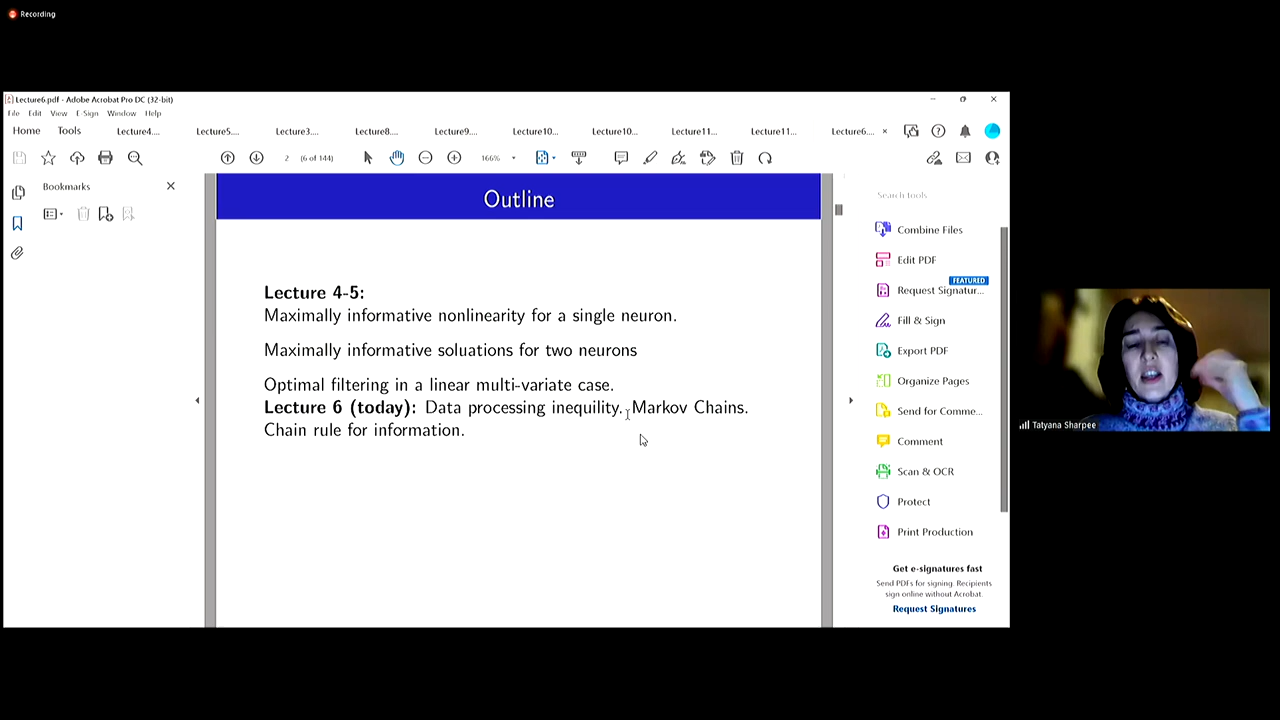 Recording
Lecture6.pdf - Adobe Acrobat Pro DC (32-bit)
File Edit View E-Sign Window Help
Home Tools Lecture4.... Lecture5.... Lecture3.... Lecture8.... Lecture9.... Lecture10... Lecture10... Lecture11... Lecture11... Lecture6.... ×
2 (6 of 144) 166%
Bookmarks
Outline
Lecture 4-5:
Maximally informative nonlinearity for a single neuron.
Maximally informative soluations for two neurons
Optimal filtering in a linear multi-variate case.
Lecture 6 (today): Data processing inequility. Markov Chains.
Chain rule for information.
Search tools
Combine Files
Edit PDF
FEATURED
Request Signatur...
Fill & Sign
Export PDF
Organize Pages
Send for Comme...
Comment
Scan & OCR
Protect
Print Production
Get e-signatures fast
Send PDFs for signing. Recipients
sign online without Acrobat.
Request Signatures
Tatyana Sharpee